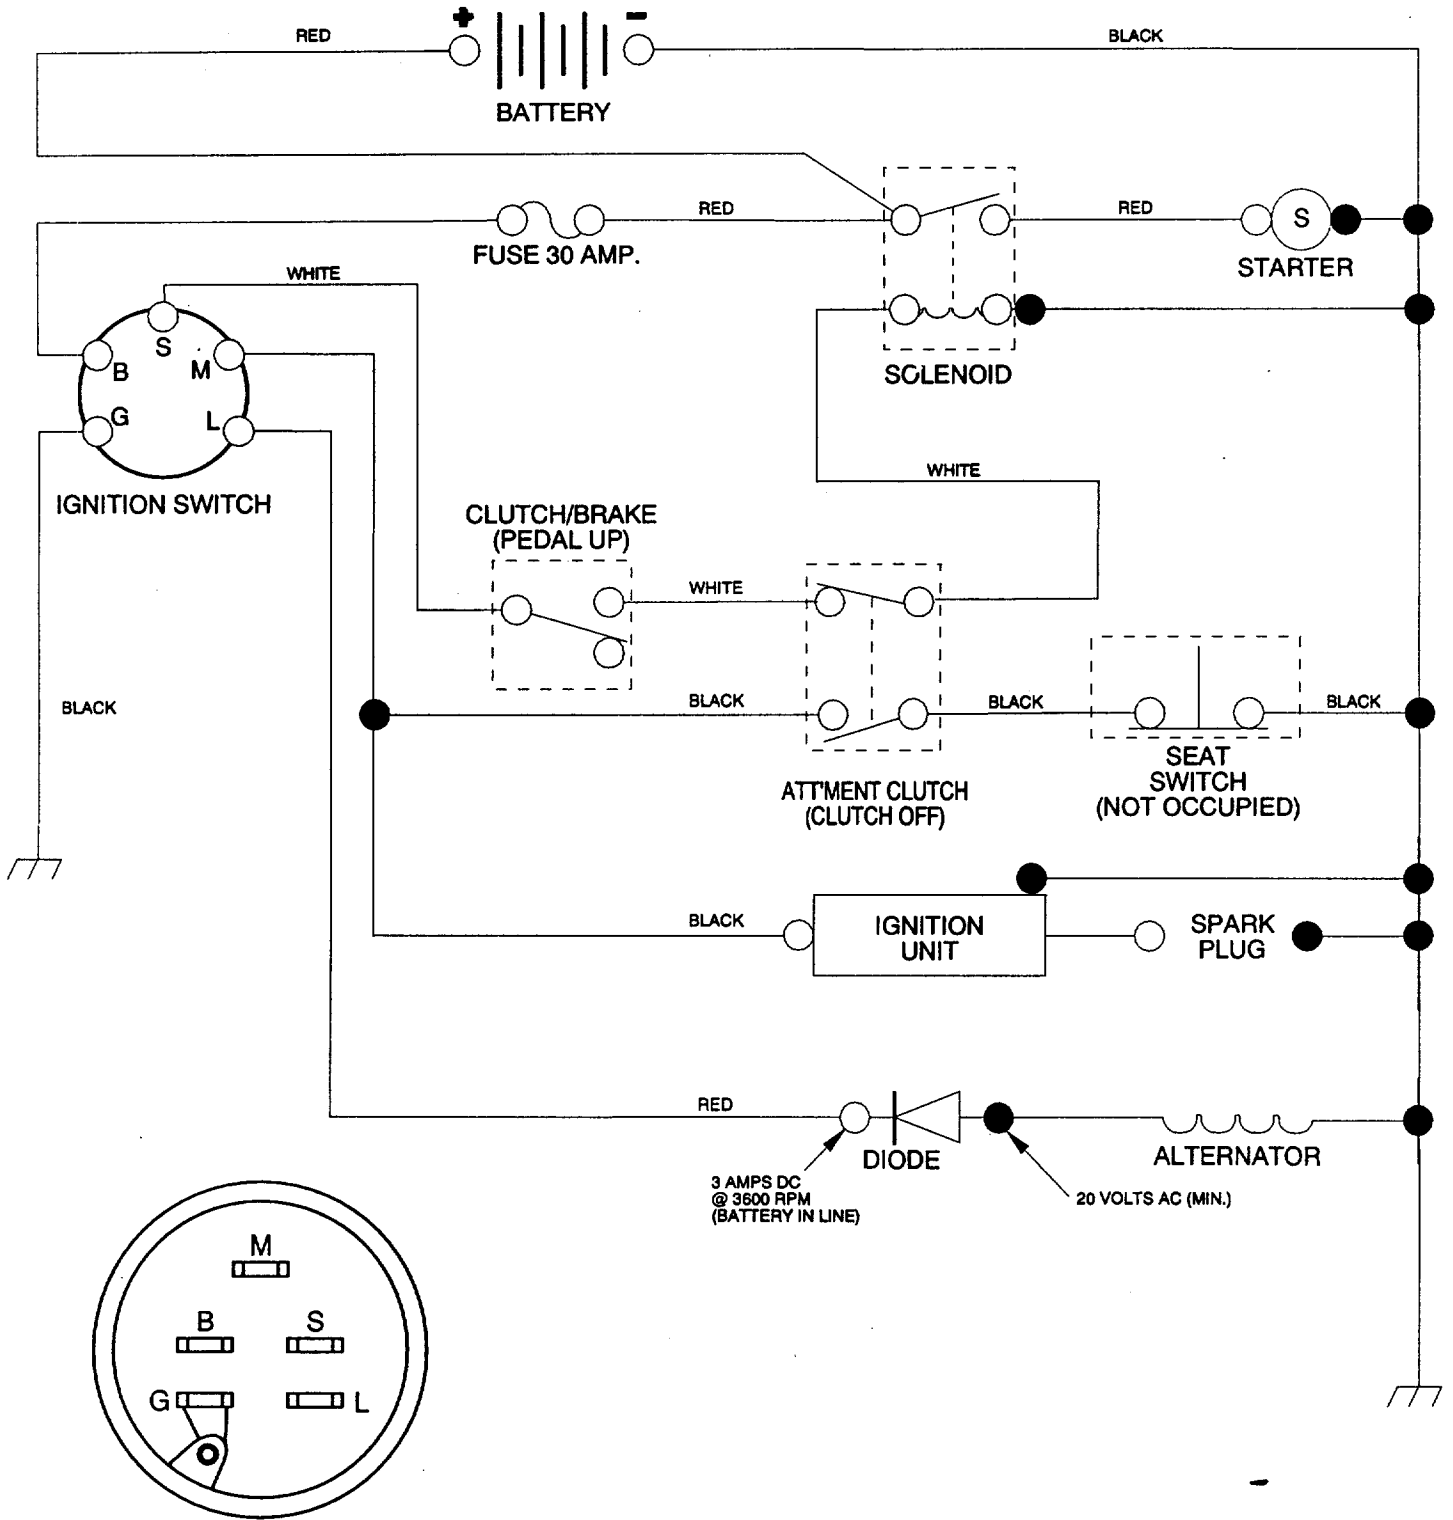 +
-
RED
BLACK
BATTERY
RED
RED
S
FUSE 30 AMP.
STARTER
WHITE
S
B
M
G
L
SOLENOID
IGNITION SWITCH
WHITE
CLUTCH/BRAKE
(PEDAL UP)
WHITE
BLACK
BLACK
BLACK
BLACK
SEAT
SWITCH
(NOT OCCUPIED)
ATT'MENT CLUTCH
(CLUTCH OFF)
BLACK
IGNITION
UNIT
SPARK
PLUG
RED
DIODE
ALTERNATOR
3 AMPS DC
@ 3600 RPM
(BATTERY IN LINE)
20 VOLTS AC (MIN.)
M
B
S
G
L